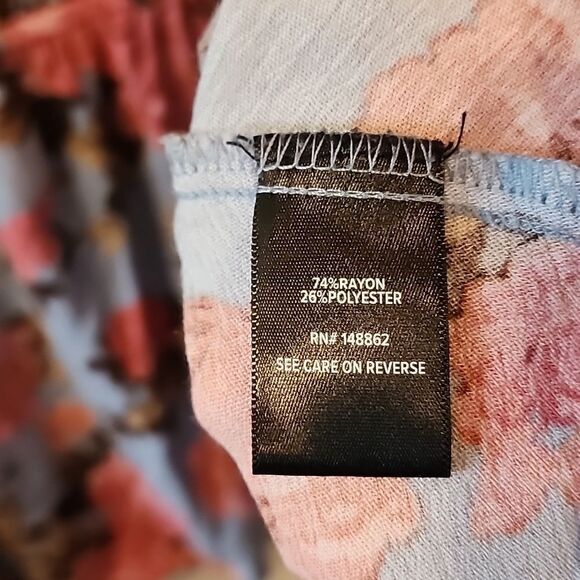 74%RAYON
26%POLYESTER
RN# 148862
SEE CARE ON REVERSE